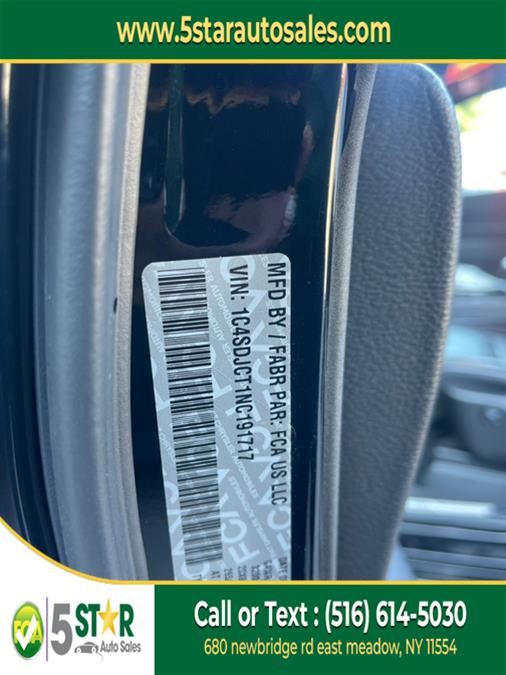 www.5starautosales.com
MFD BY / FABR PAR: FCA US LLC
VIN: 1C4SDJCT1NC191717
5 STAR
Auto Sales
Call or Text : (516) 614-5030
680 newbridge rd east meadow, NY 11554